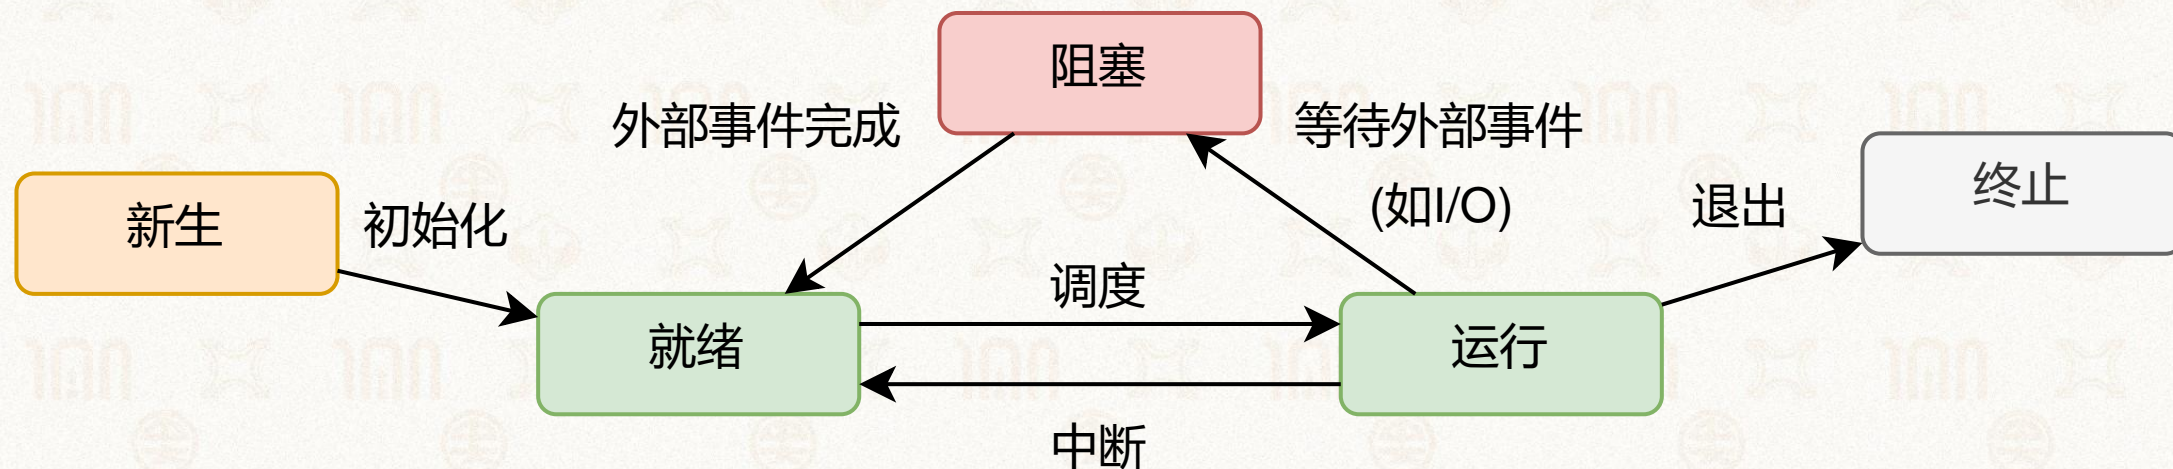 阻塞
外部事件完成
等待外部事件
(如I/O)
新生
初始化
退出
终止
调度
就绪
运行
中断